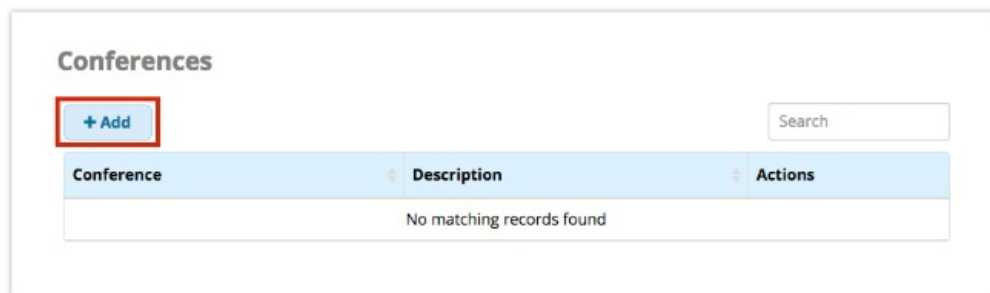 Conferences
+ Add
Search
Conference Description Actions
No matching records found